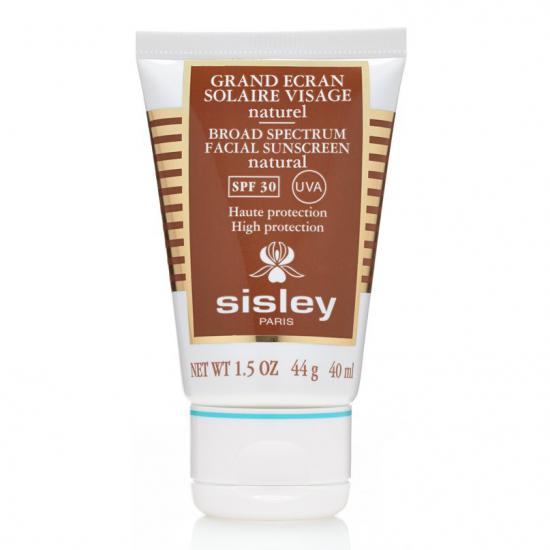 GRAND ECRAN
SOLAIRE VISAGE
naturel
BROAD SPECTRUM
FACIAL SUNSCREEN
natural
SPF 30 UVA
Haute protection
High protection
sisley
PARIS
NET WT 1.5 OZ 44 g 40 ml